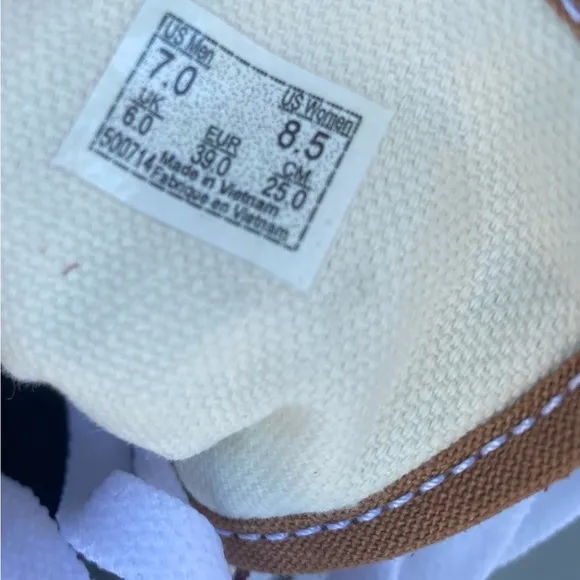 US Men US Women
7.0 8.5
UK EUR CM
6.0 39.0 25.0
500714 Made in Vietnam
Fabriqué en Vietnam